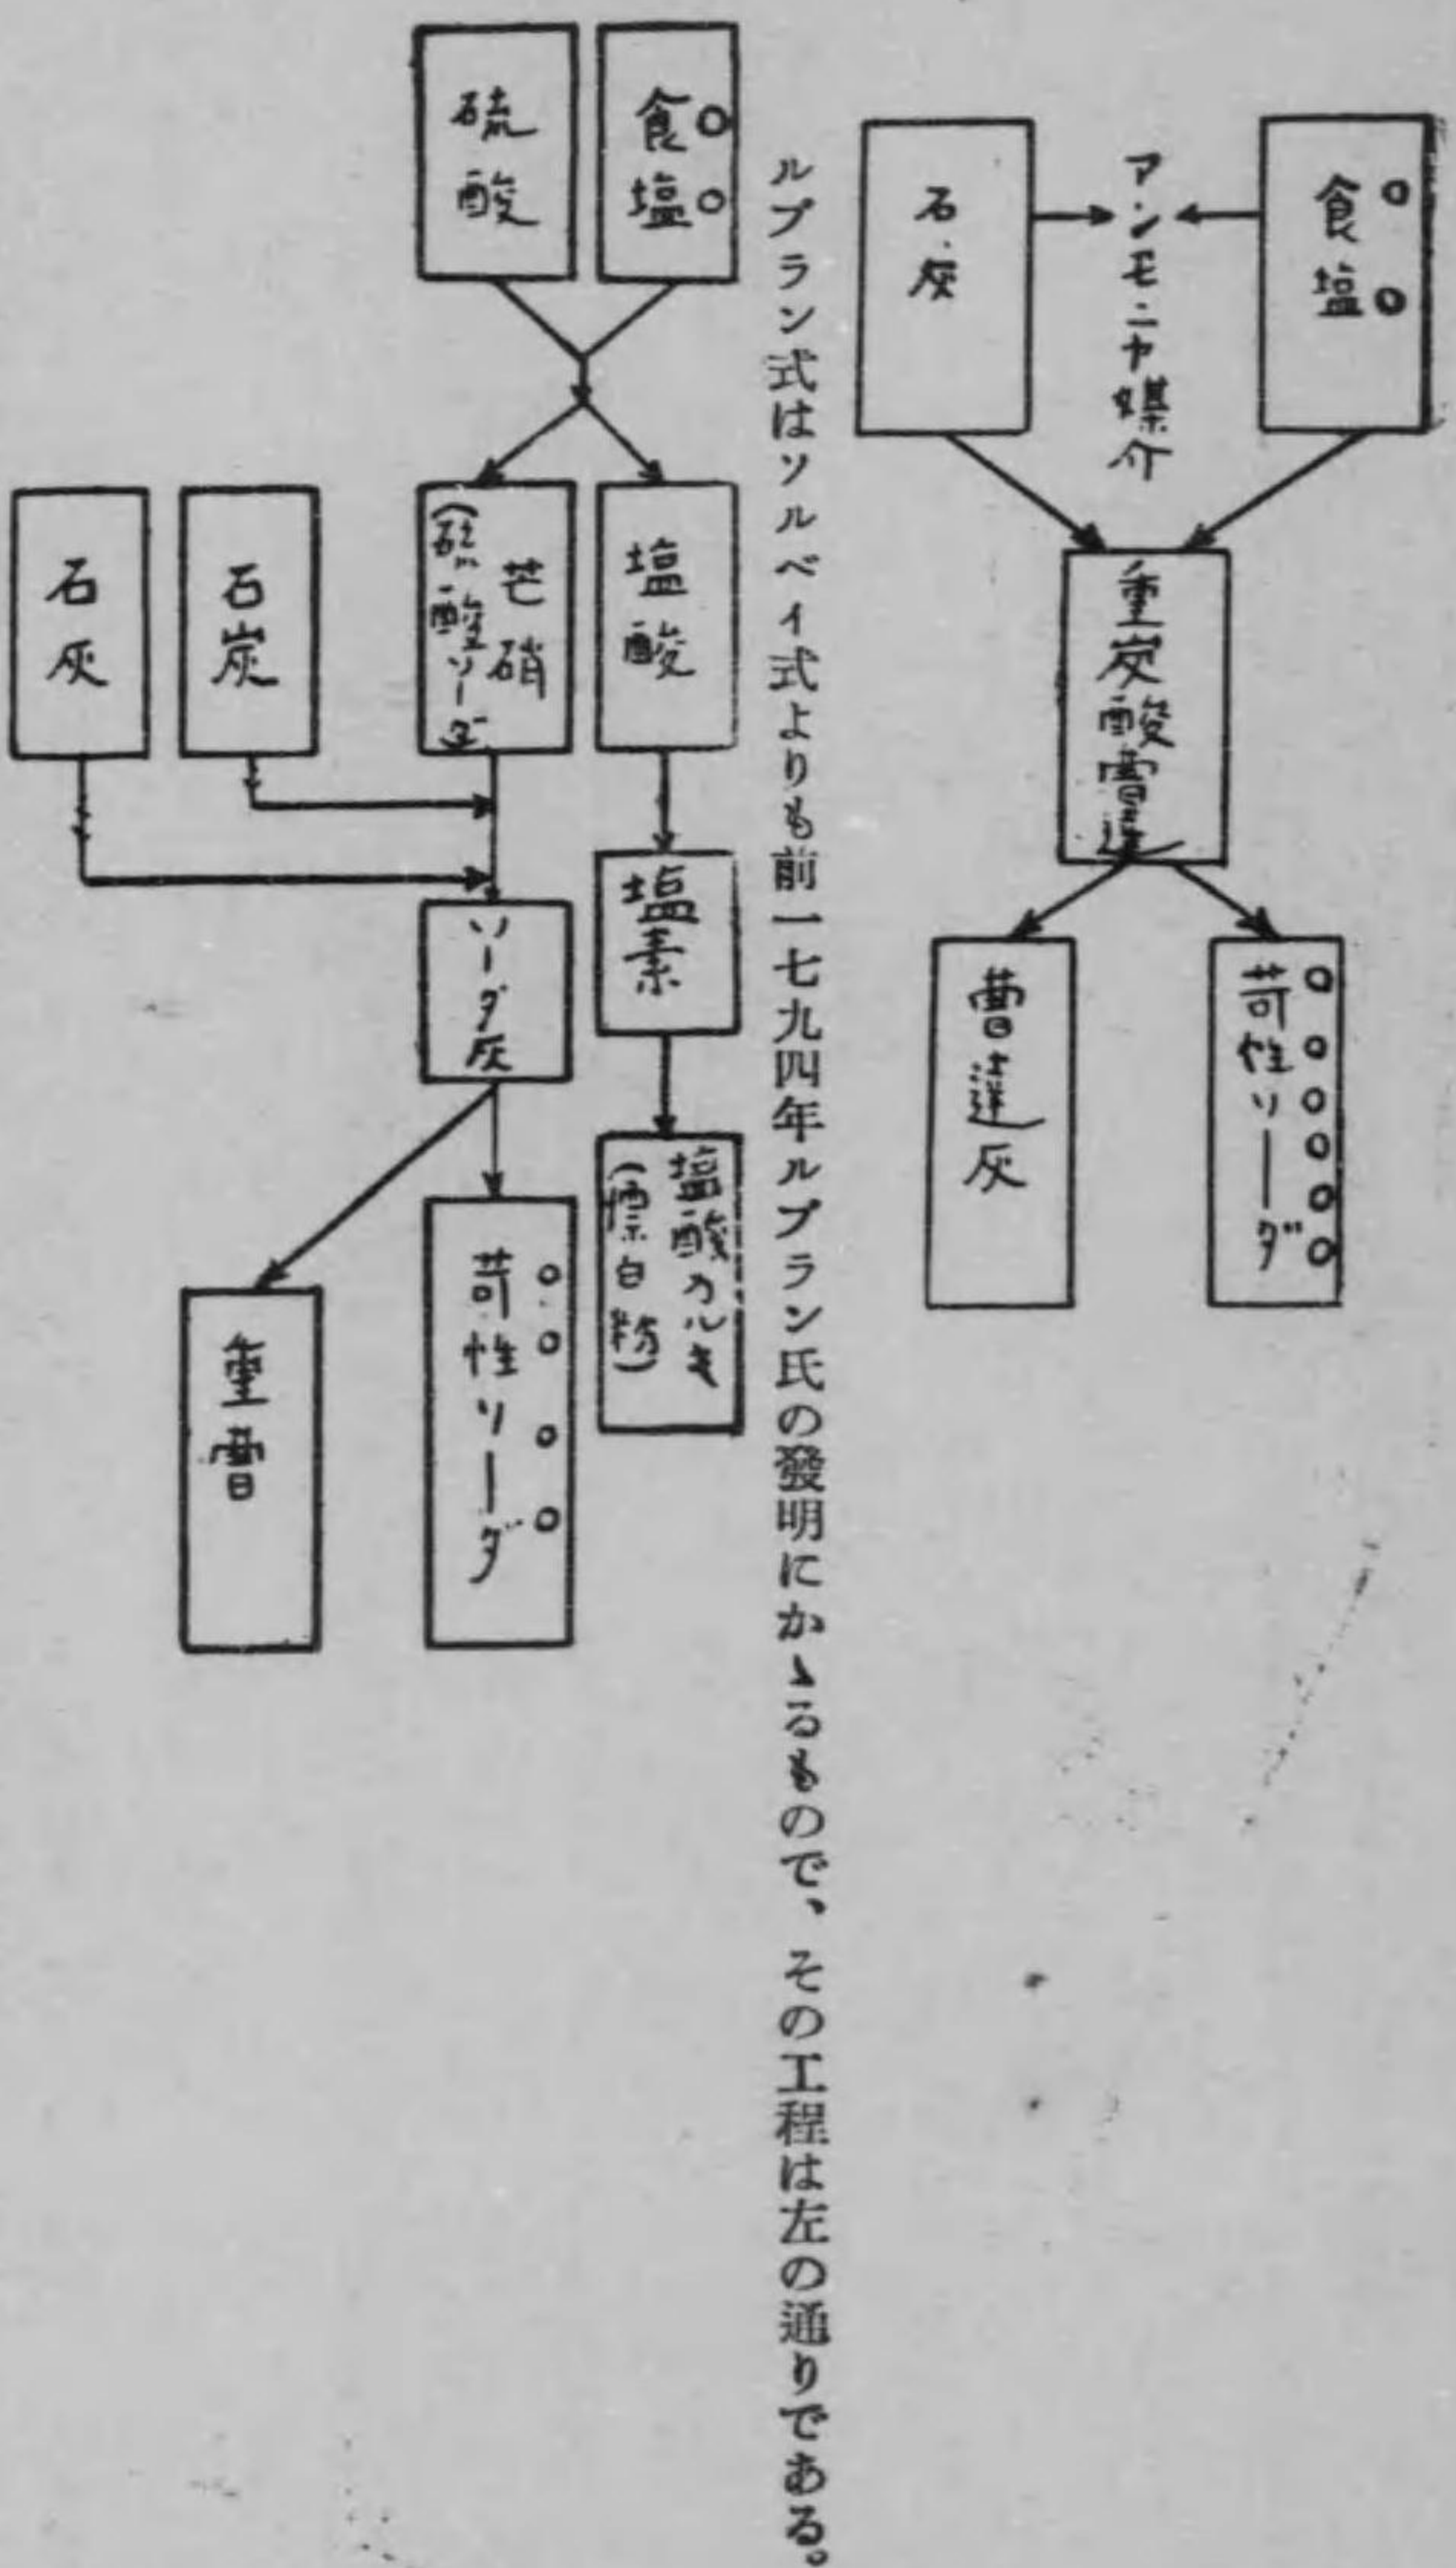 食塩
アンモニヤ媒介
石灰
重炭酸曹達
苛性ソーダ
曹達灰
ルブラン式はソルベイ式よりも前一七九四年ルブラン氏の發明にかゝるもので、その工程は左の通りである。
食塩
硫酸
塩酸
芒硝
(硫酸ソーダ)
石炭
石灰
塩素
ソーダ灰
塩酸カルキ
(漂白粉)
苛性ソーダ
重曹